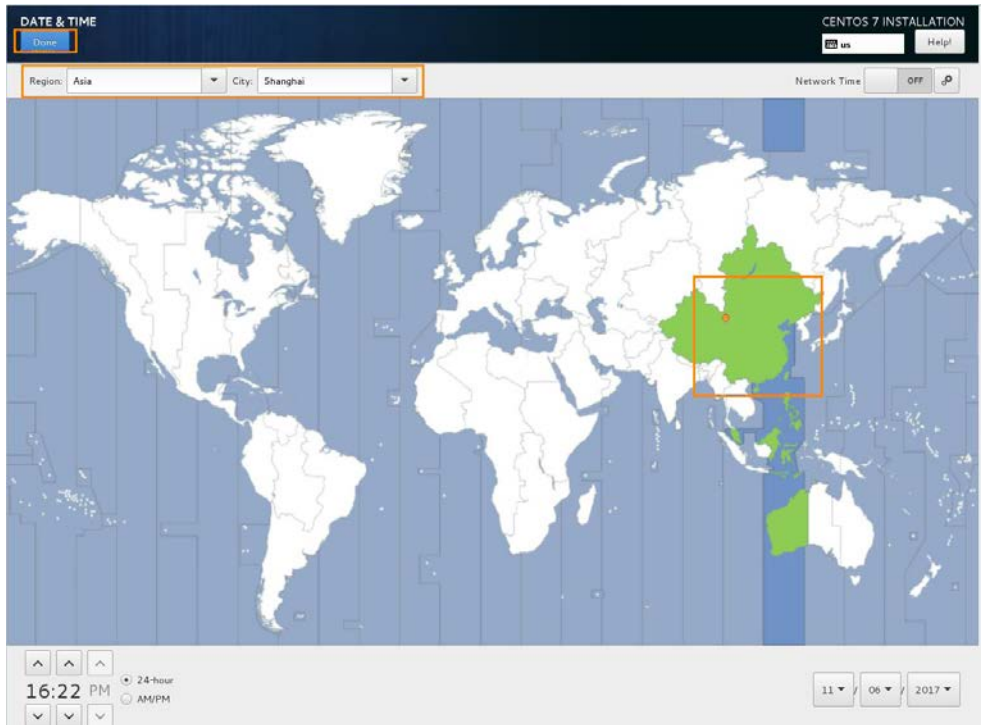 DATE & TIME
CENTOS 7 INSTALLATION
Done
us
Help!
Region: Asia
City: Shanghai
Network Time
OFF
16:22 PM
24-hour
AM/PM
11 / 06 / 2017